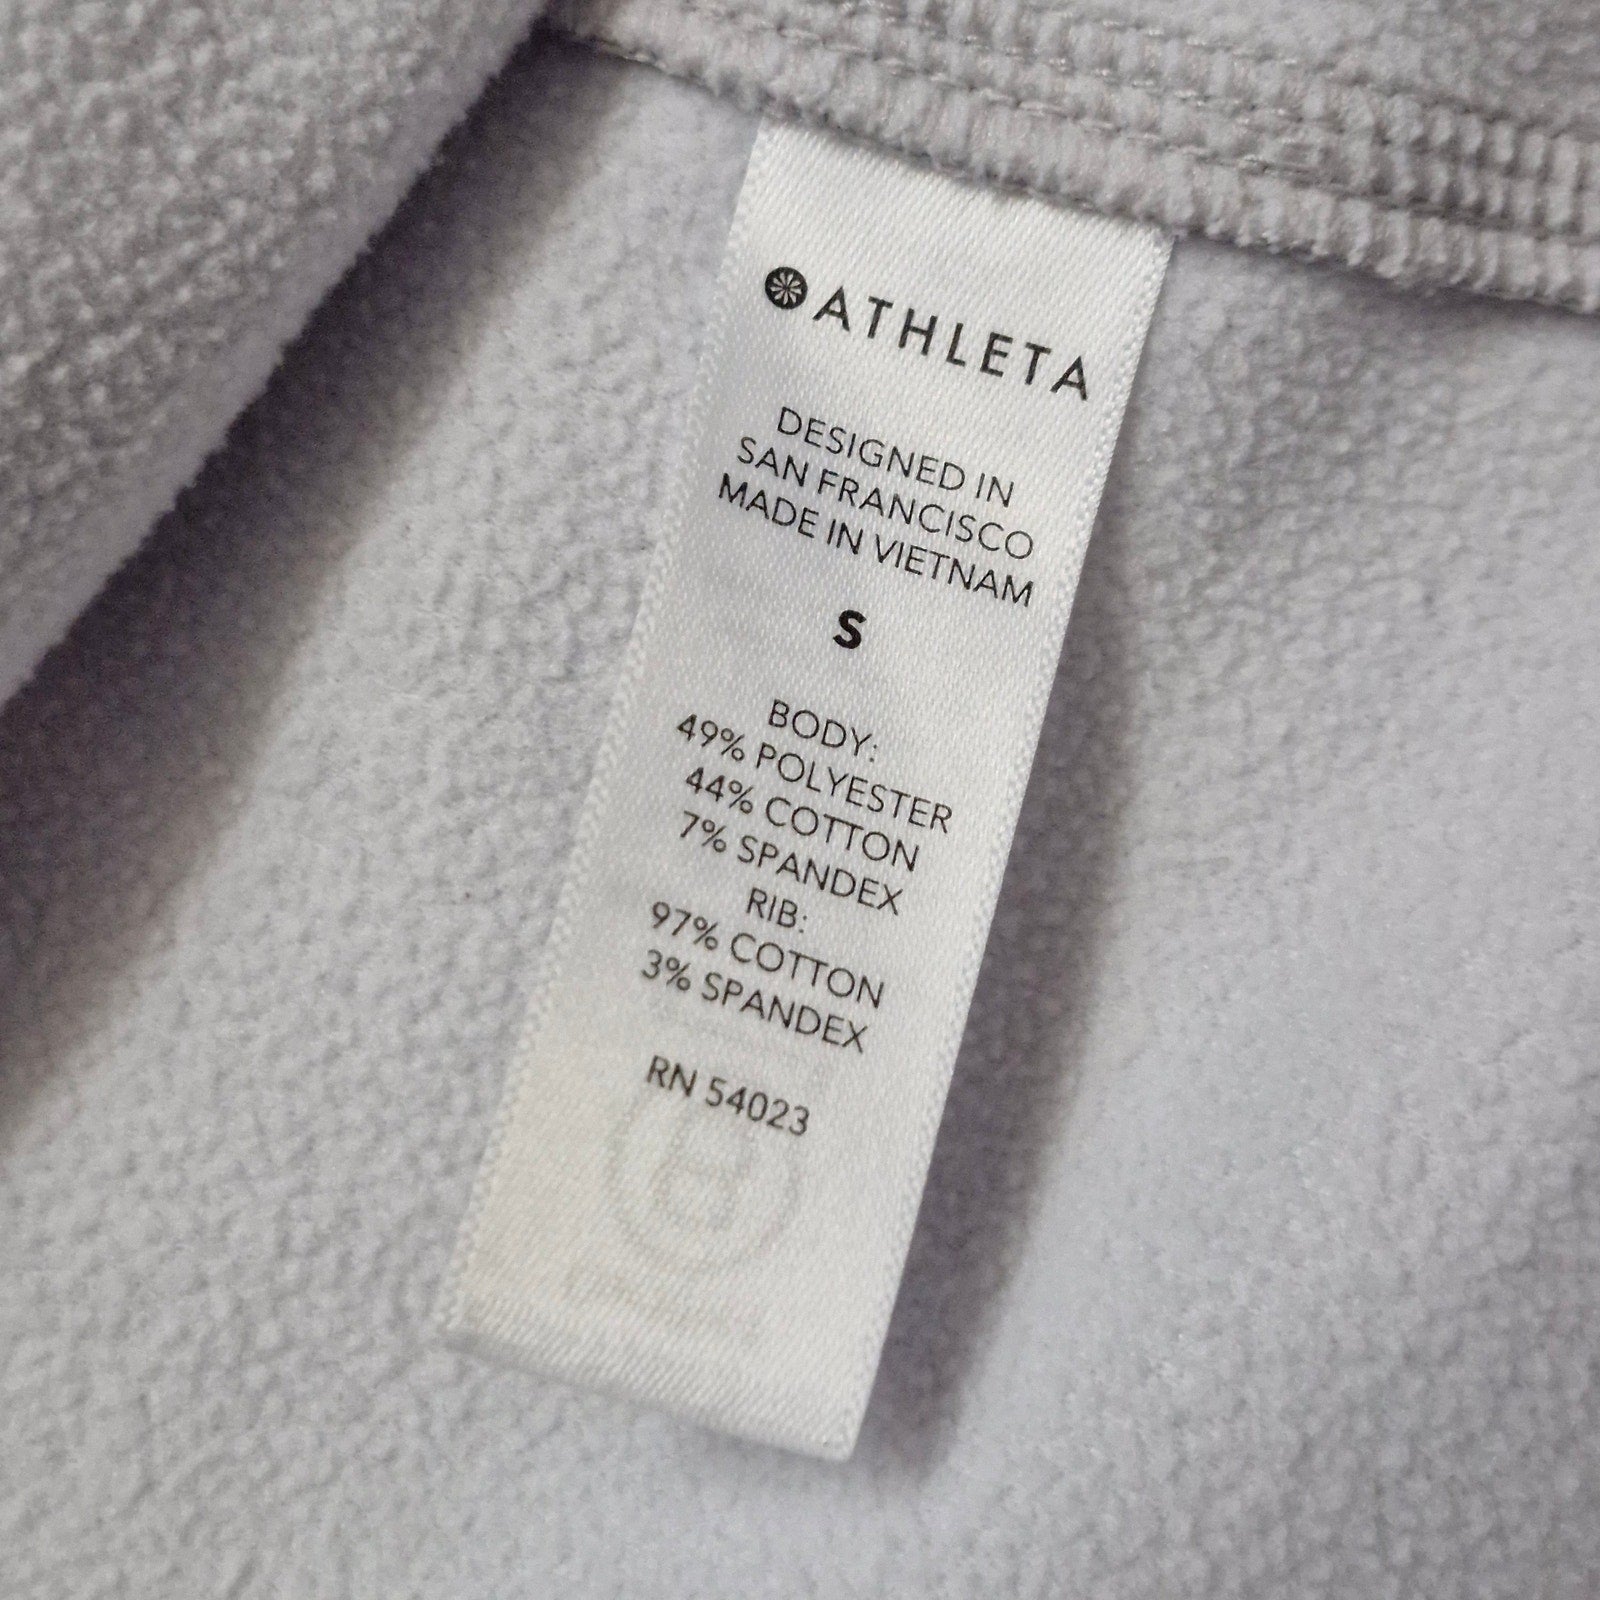 ATHLETA
DESIGNED IN
SAN FRANCISCO
MADE IN VIETNAM
S
BODY:
49% POLYESTER
44% COTTON
7% SPANDEX
RIB:
97% COTTON
3% SPANDEX
RN 54023